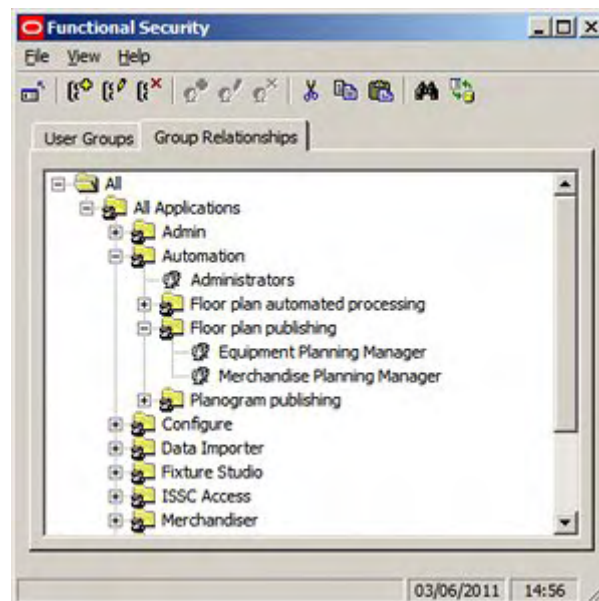 Functional Security
File View Help
User Groups Group Relationships
All
All Applications
Admin
Automation
Administrators
Floor plan automated processing
Floor plan publishing
Equipment Planning Manager
Merchandise Planning Manager
Planogram publishing
Configure
Data Importer
Fixture Studio
ISSC Access
Merchandiser
03/06/2011 14:56